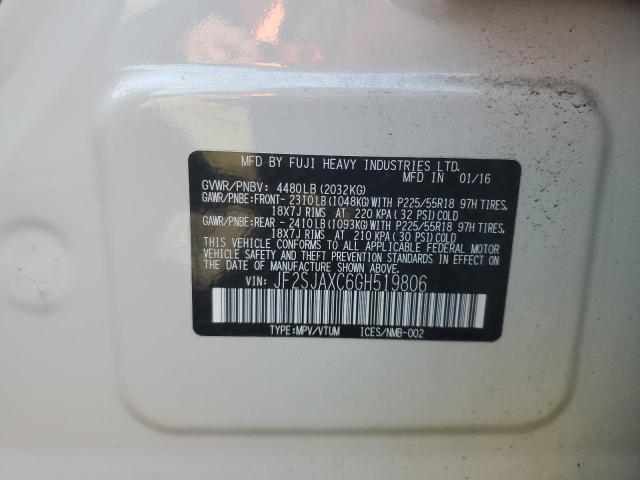 MFD BY FUJI HEAVY INDUSTRIES LTD.
MFD IN 01/16
GVWR/PNBV: 4480LB (2032KG)
GAWR/PNBE:FRONT- 2310LB (1048KG) WITH P225/55R18 97H TIRES,
18X7J RIMS AT 220 KPA (32 PSI) COLD
GAWR/PNBE:REAR - 2410LB (1093KG) WITH P225/55R18 97H TIRES,
18X7J RIMS AT 210 KPA (30 PSI) COLD
THIS VEHICLE CONFORMS TO ALL APPLICABLE FEDERAL MOTOR
VEHICLE SAFETY, BUMPER, AND THEFT PREVENTION STANDARDS IN EFFECT
ON THE DATE OF MANUFACTURE SHOWN ABOVE.
VIN: JF2SJAXC6GH519806
TYPE:MPV/VTUM ICES/NMB-002